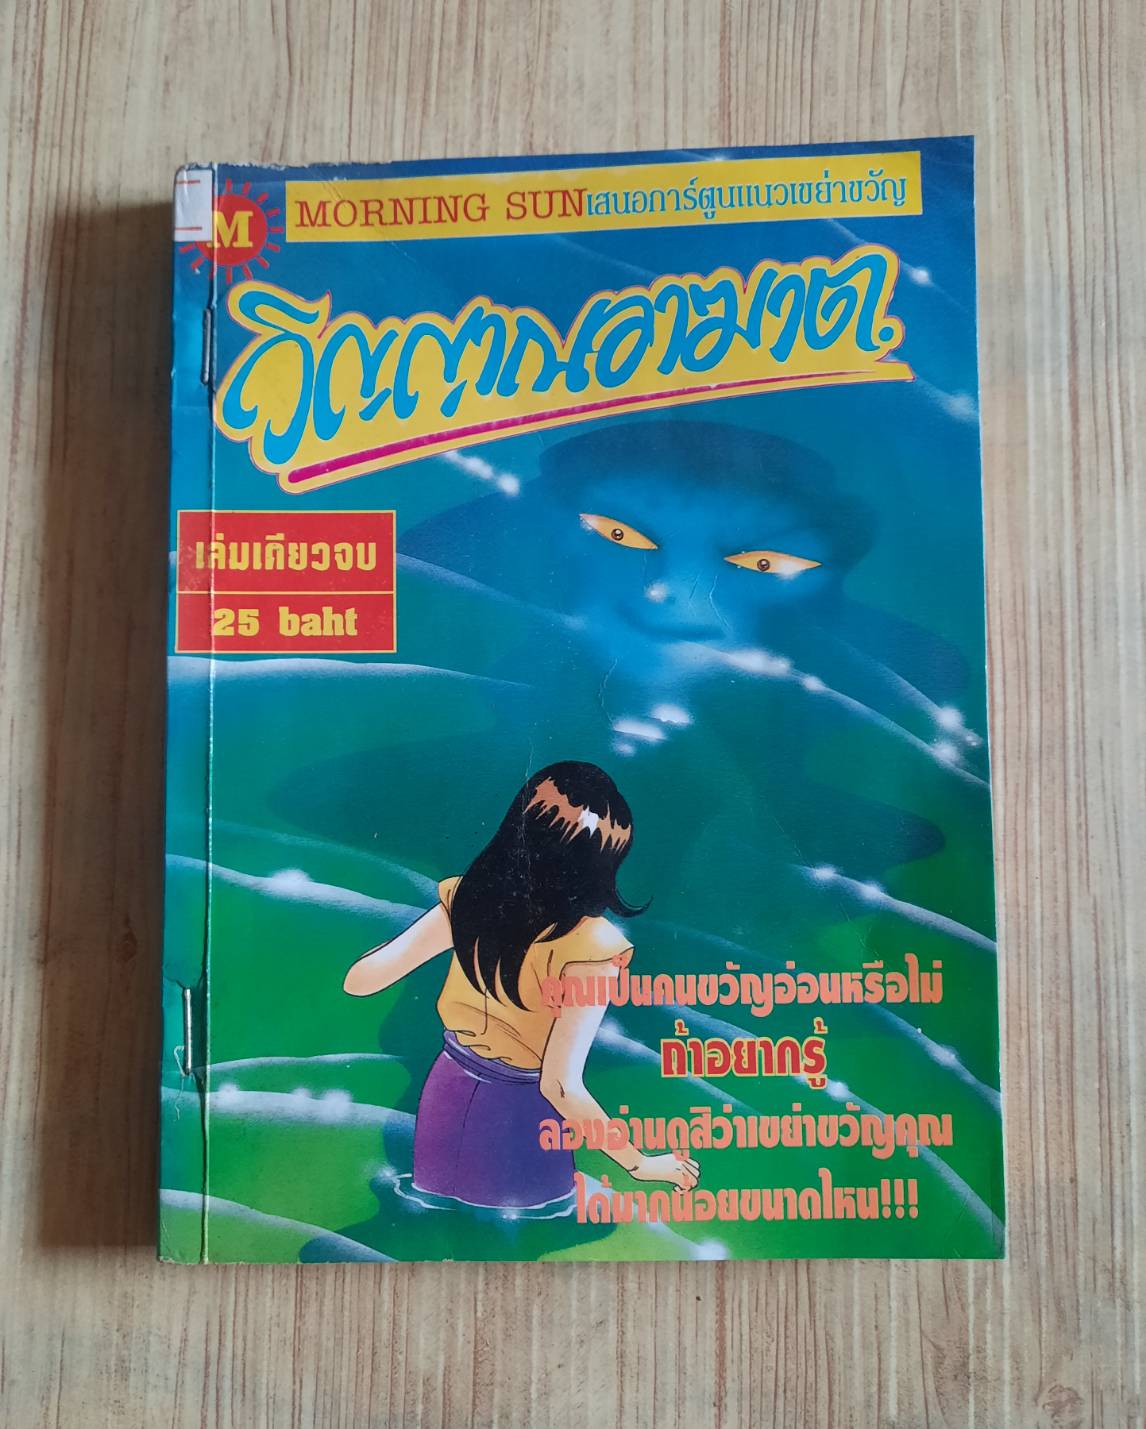 MORNING SUNเสนอการ์ตูนแนวเขย่าขวัญ
M
วิญญาณอาฆาต
เล่มเดียวจบ
25 baht
คุณเป็นคนขวัญอ่อนหรือไม่
ถ้าอยากรู้
ลองอ่านดูสิว่าเขย่าขวัญคุณ
ได้มากน้อยขนาดไหน!!!